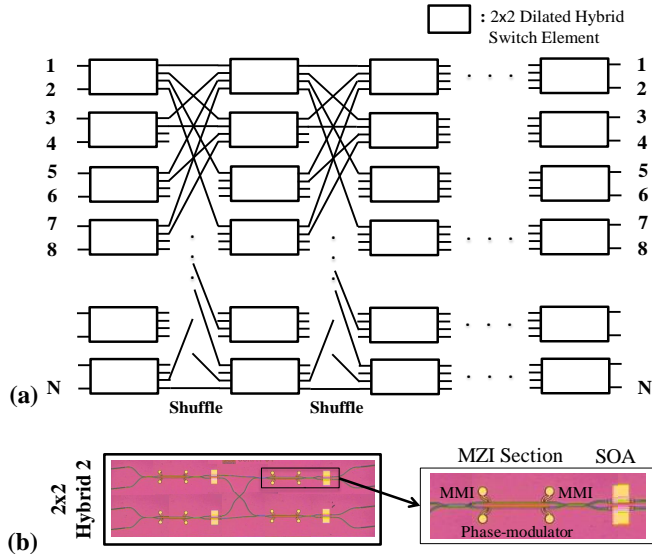 : 2x2 Dilated Hybrid
Switch Element
1 1
2 2
3 3
4 4
5 5
6 6
7 7
8 8
. . .
(a) N N
Shuffle Shuffle
2x2
Hybrid 2
MZI Section SOA
MMI MMI
Phase-modulator
(b)